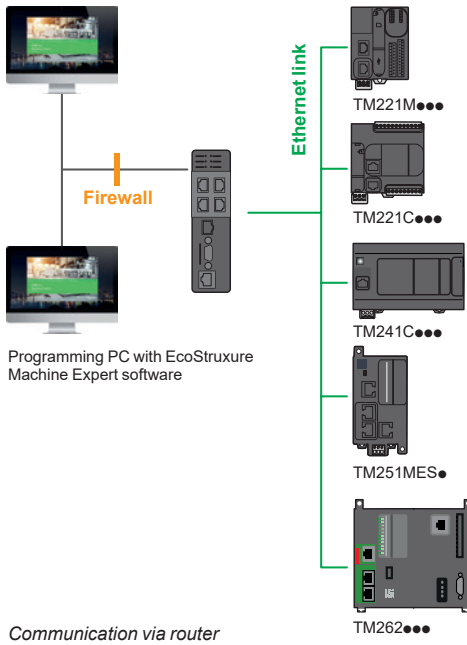 Ethernet link
TM221M●●●
Firewall
TM221C●●●
TM241C●●●
Programming PC with EcoStruxure
Machine Expert software
TM251MES●
TM262●●●
Communication via router